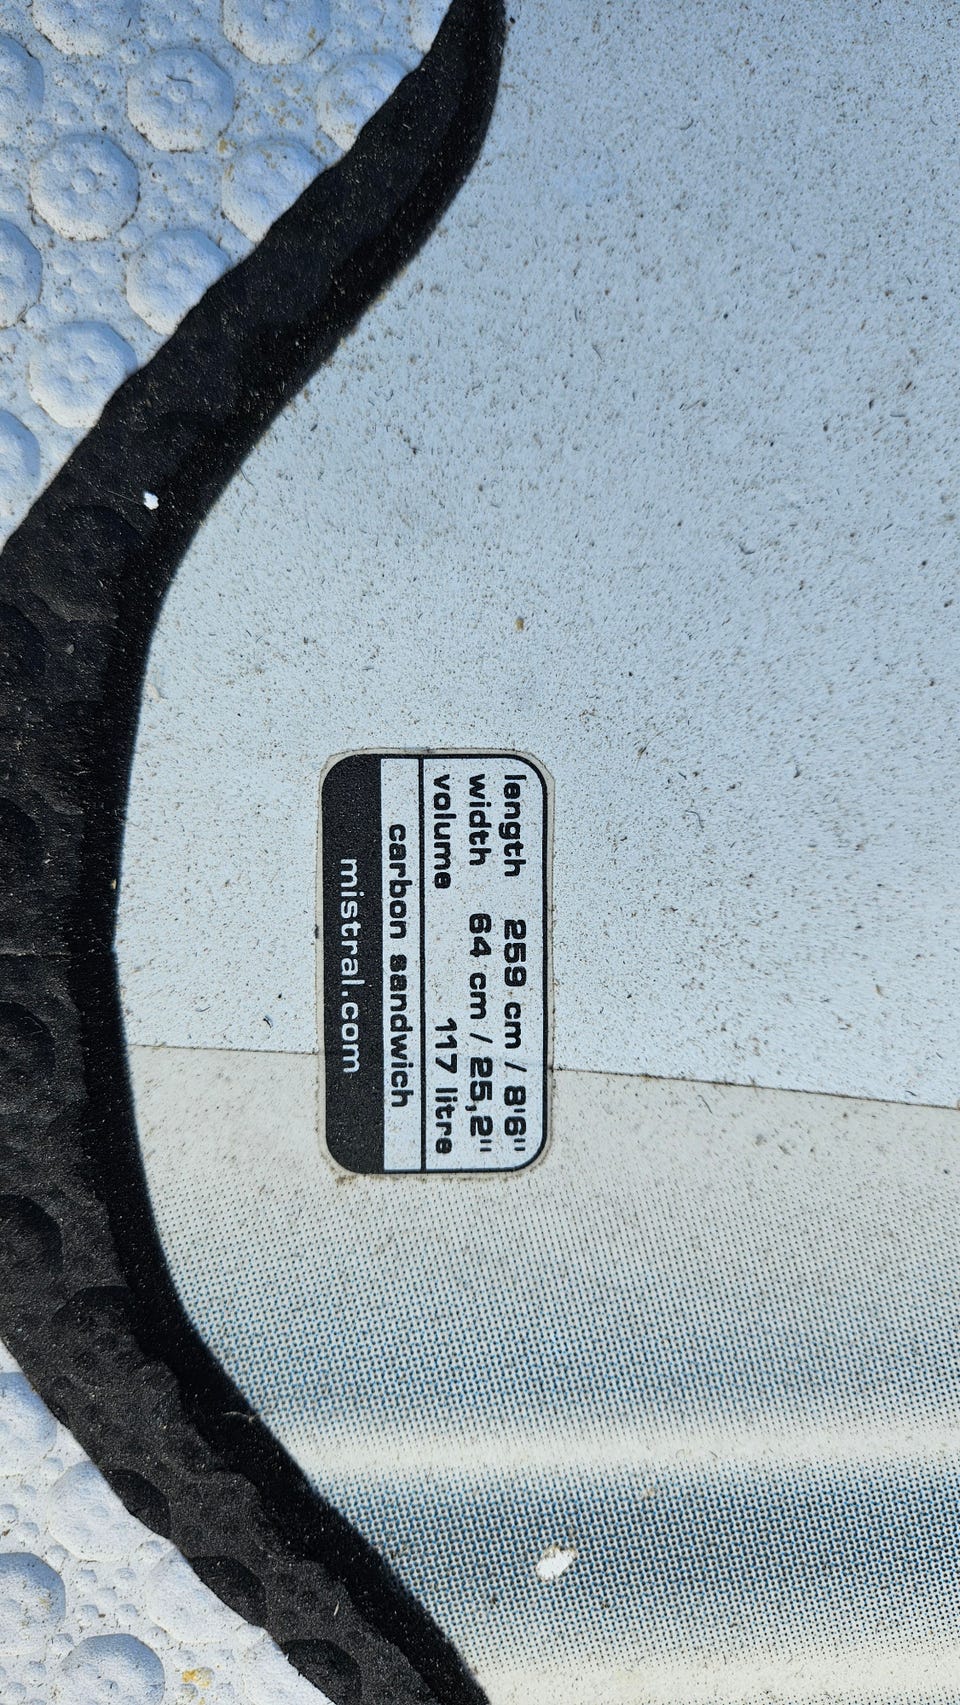 length 259 cm / 8'6"
width 64 cm / 25,2"
volume 117 litre
carbon sandwich
mistral.com